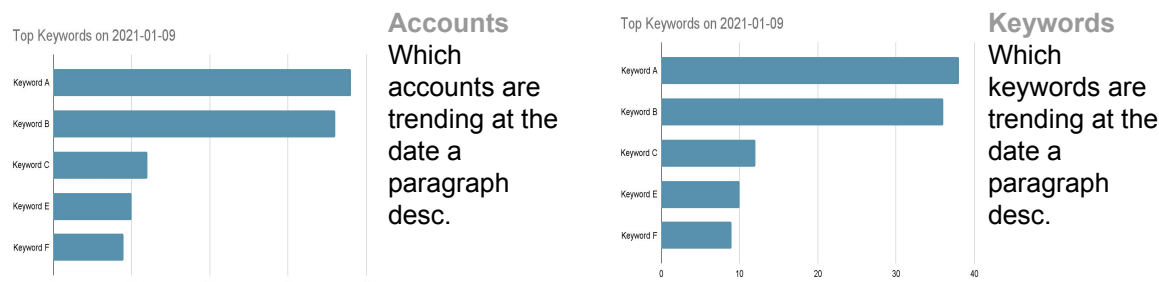 Top Keywords on 2021-01-09
Keyword A
Keyword B
Keyword C
Keyword E
Keyword F
Accounts
Which
accounts are
trending at the
date a
paragraph
desc.
Top Keywords on 2021-01-09
Keyword A
Keyword B
Keyword C
Keyword E
Keyword F
0 10 20 30 40
Keywords
Which
keywords are
trending at the
date a
paragraph
desc.